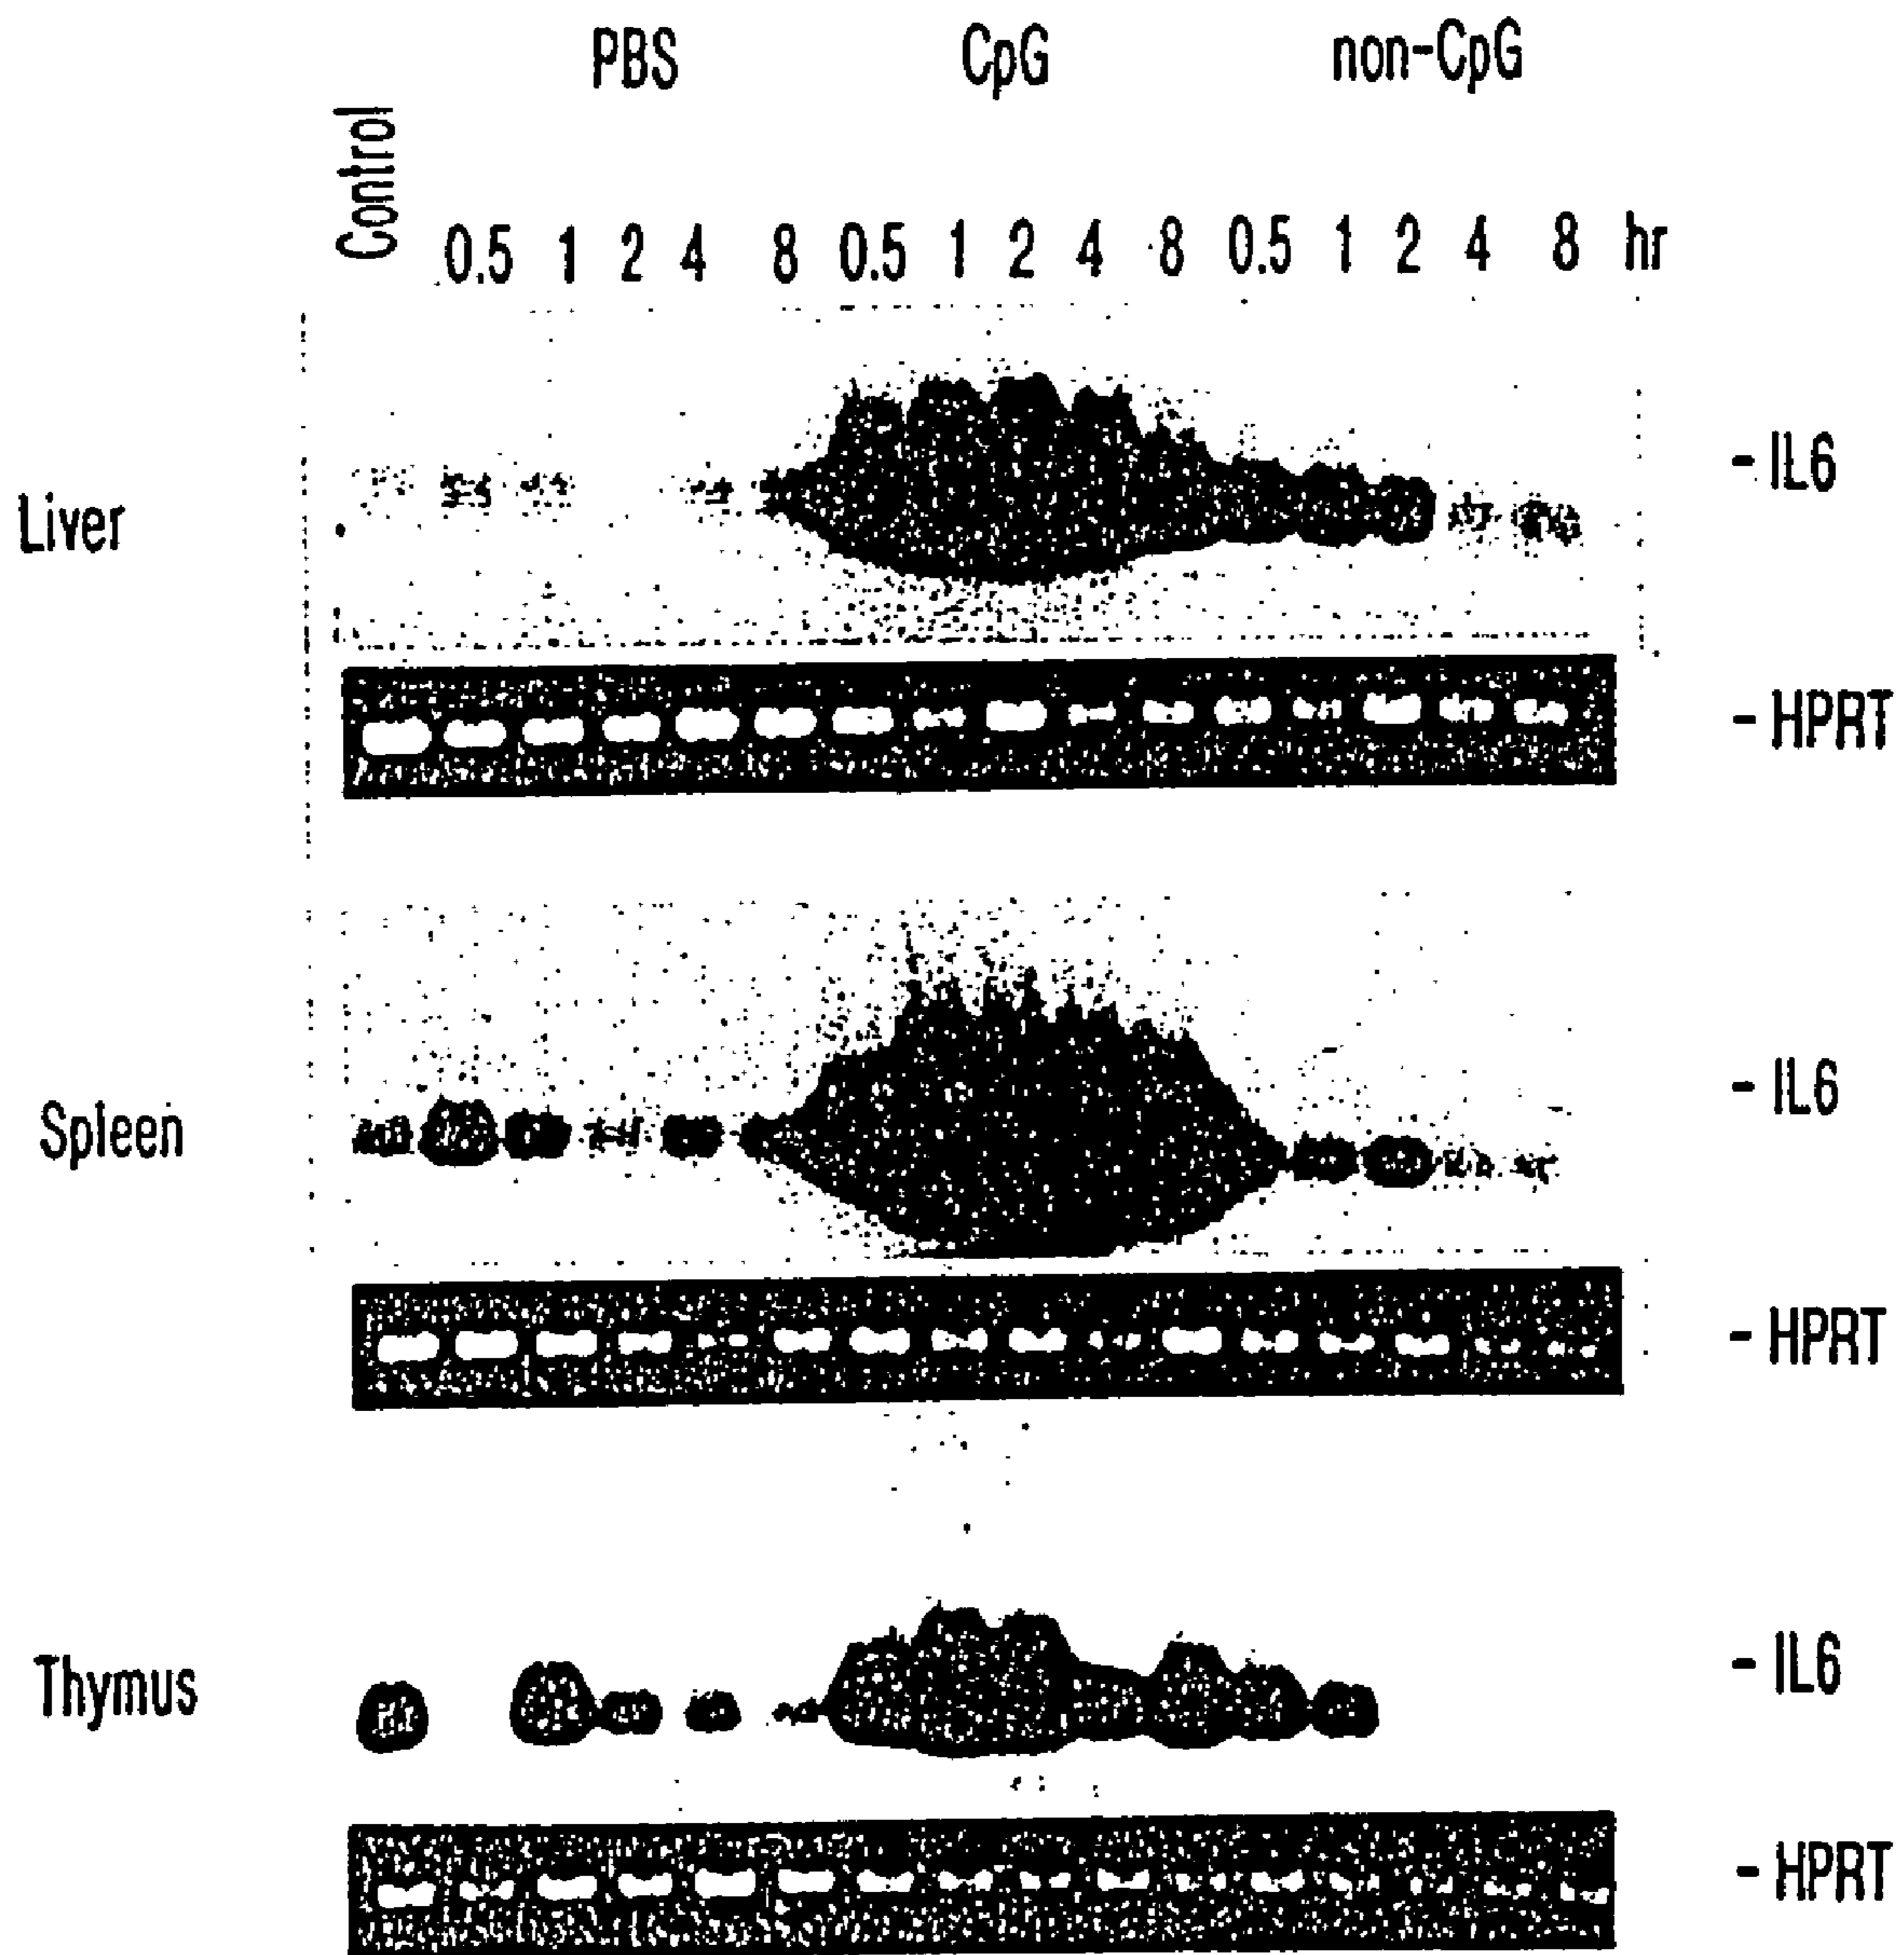 PBS CpG non-CpG
Control
0.5 1 2 4 8 0.5 1 2 4 8 0.5 1 2 4 8 hr
- IL6
Liver
- HPRT
- IL6
Spleen
- HPRT
- IL6
Thymus
- HPRT